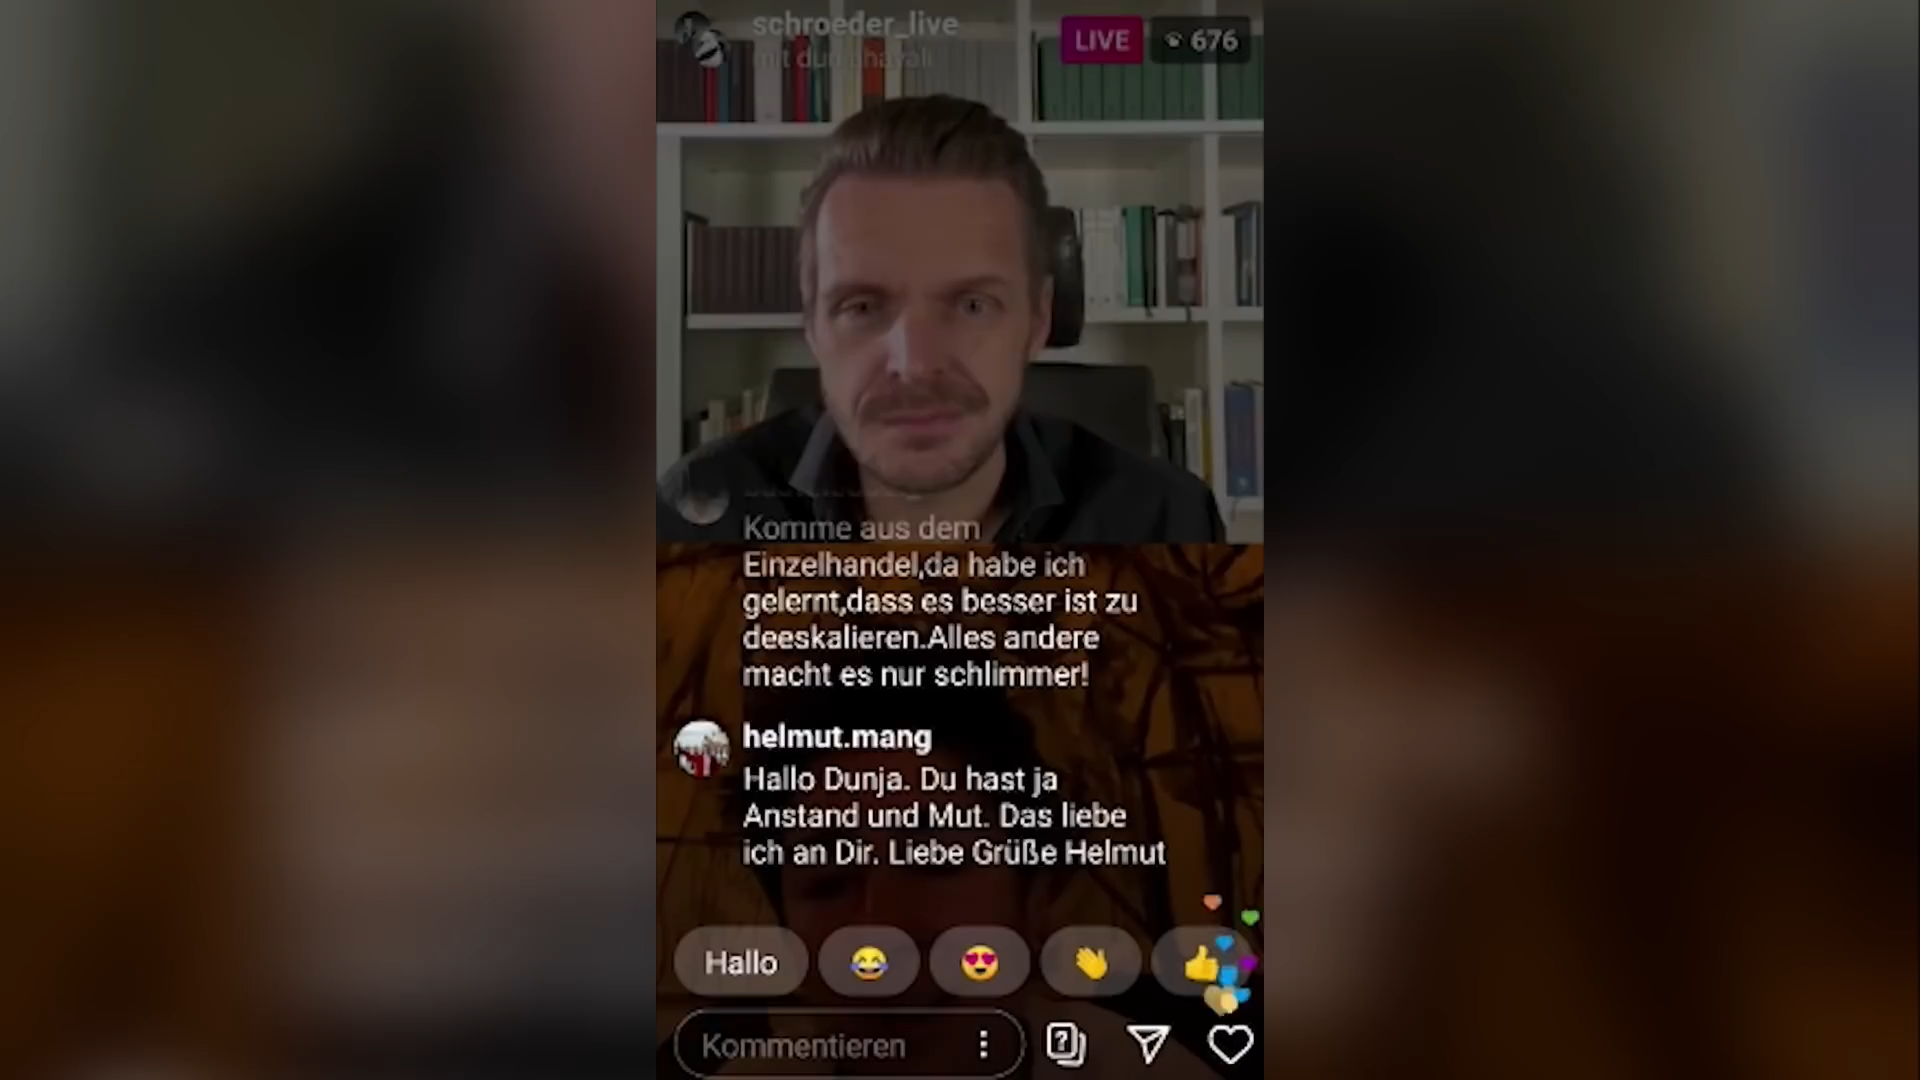 schroeder_live
LIVE
676
Komme aus dem
Einzelhandel,da habe ich
gelernt,dass es besser ist zu
deeskalieren.Alles andere
macht es nur schlimmer!
helmut.mang
Hallo Dunja. Du hast ja
Anstand und Mut. Das liebe
ich an Dir. Liebe Grüße Helmut
Hallo
Kommentieren